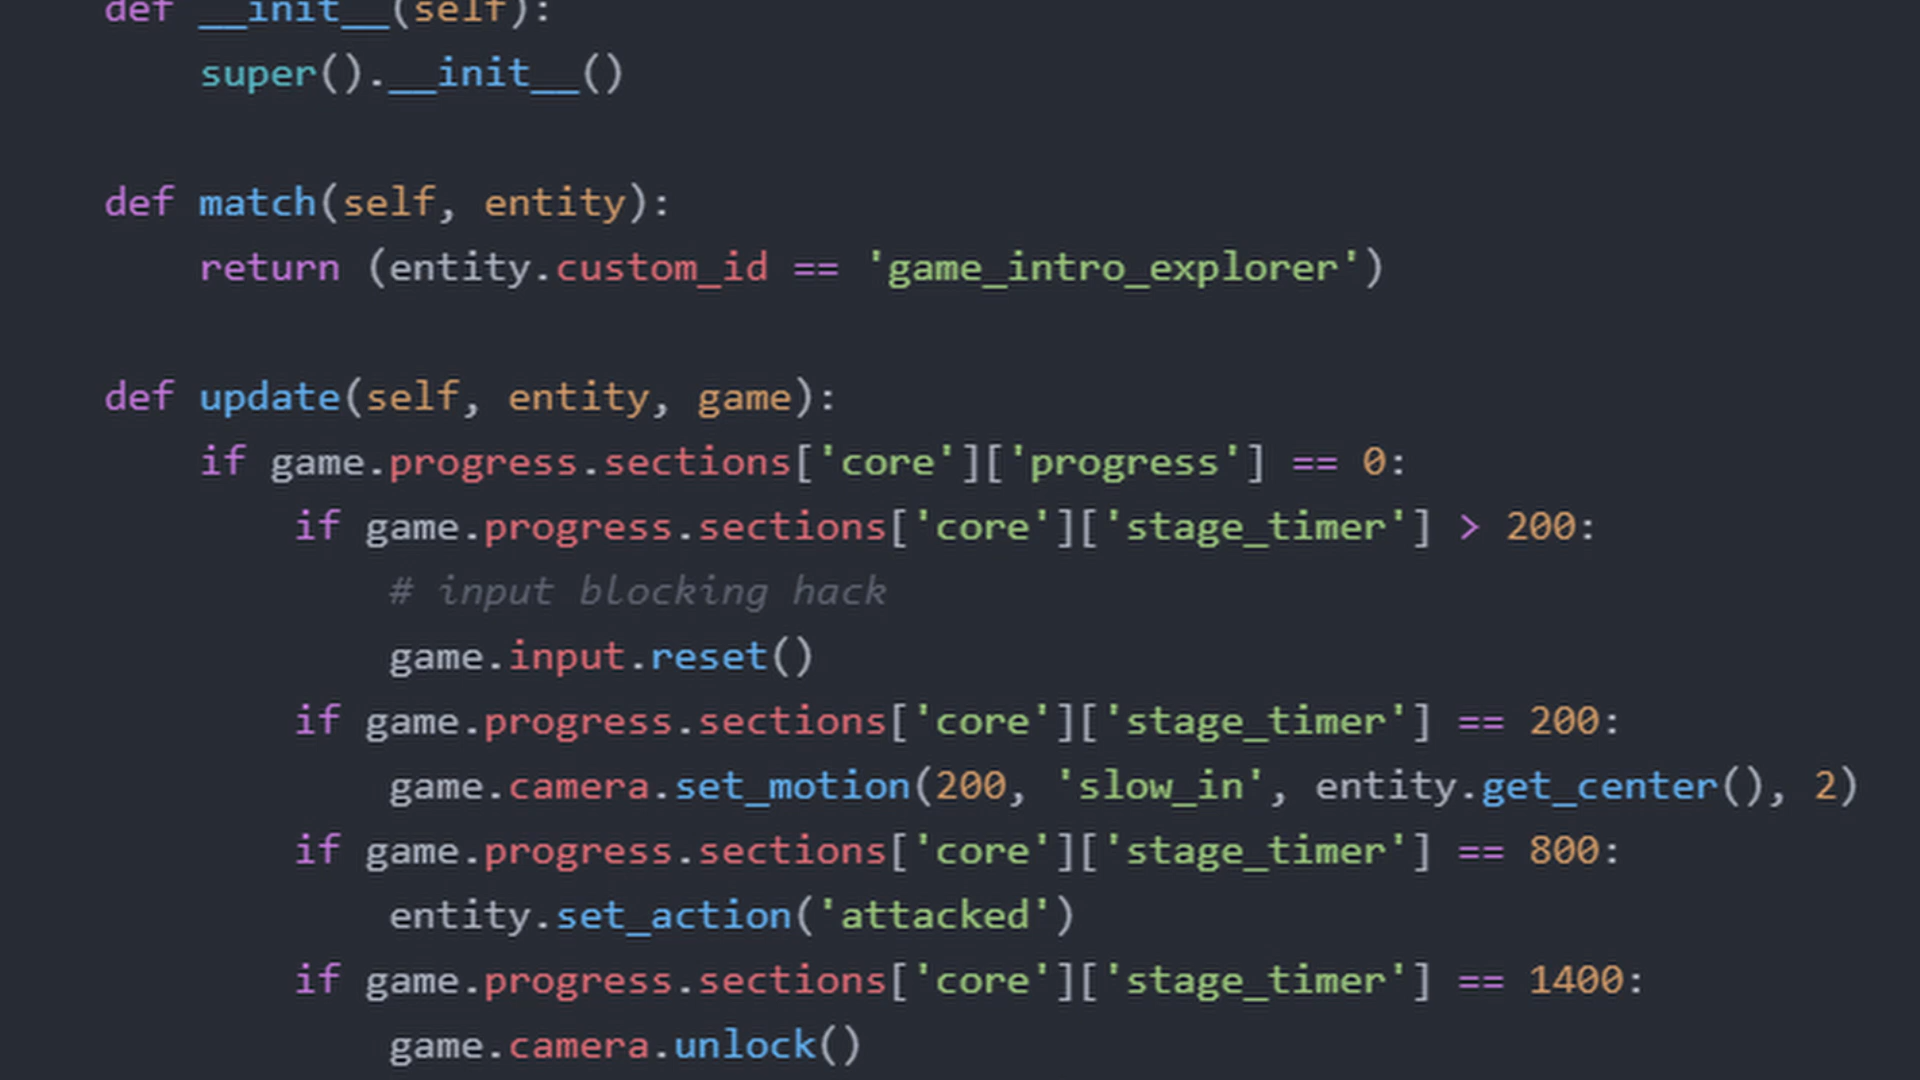 def __init__(self):
super().__init__()
def match(self, entity):
return (entity.custom_id == 'game_intro_explorer')
def update(self, entity, game):
if game.progress.sections['core']['progress'] == 0:
if game.progress.sections['core']['stage_timer'] > 200:
# input blocking hack
game.input.reset()
if game.progress.sections['core']['stage_timer'] == 200:
game.camera.set_motion(200, 'slow_in', entity.get_center(), 2)
if game.progress.sections['core']['stage_timer'] == 800:
entity.set_action('attacked')
if game.progress.sections['core']['stage_timer'] == 1400:
game.camera.unlock()